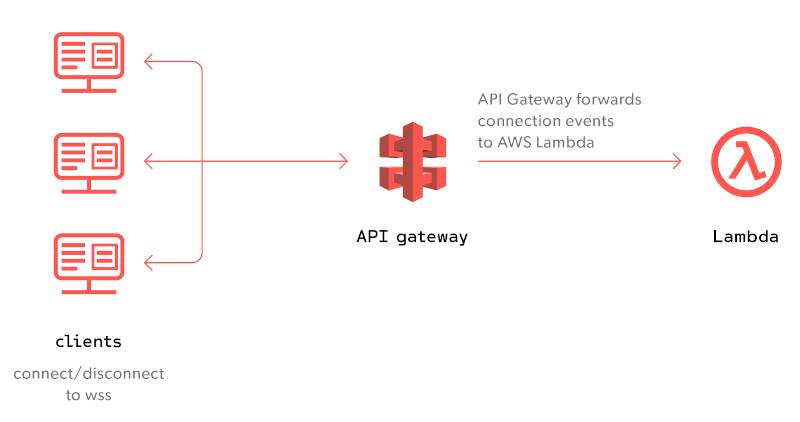 API Gateway forwards
connection events
to AWS Lambda
API gateway
Lambda
clients
connect/disconnect
to wss